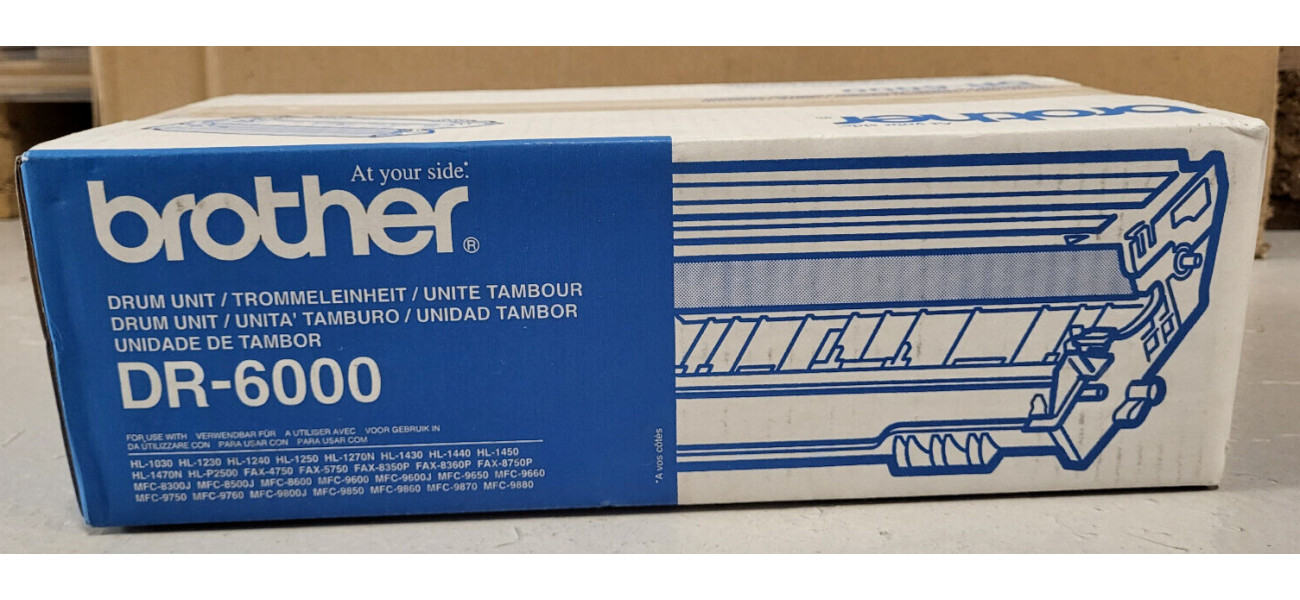 DR-6000
brother
At your side.
At your side.
brother®
DRUM UNIT / TROMMELEINHEIT / UNITE TAMBOUR
DRUM UNIT / UNITA' TAMBURO / UNIDAD TAMBOR
UNIDADE DE TAMBOR
DR-6000
FOR USE WITH VERWENDBAR FÜR A UTILISER AVEC VOOR GEBRUIK IN
DA UTILIZZARE CON PARA USAR CON PARA USAR COM
HL-1030 HL-1230 HL-1240 HL-1250 HL-1270N HL-1430 HL-1440 HL-1450
HL-1470N HL-P2500 FAX-4750 FAX-5750 FAX-8350P FAX-8360P FAX-8750P
MFC-8300J MFC-8500J MFC-8600 MFC-9600 MFC-9600J MFC-9650 MFC-9660
MFC-9750 MFC-9760 MFC-9800J MFC-9850 MFC-9860 MFC-9870 MFC-9880
*A vos côtés